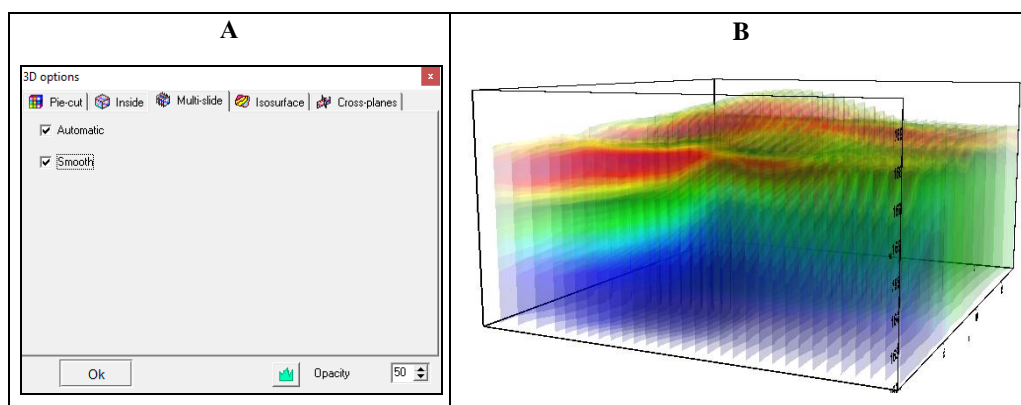 A
B
3D options
x
Pie-cut Inside Multi-slide Isosurface Cross-planes
Automatic
Smooth
Ok Opacity 50